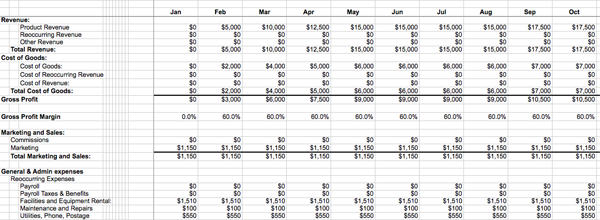 Jan Feb Mar Apr May Jun Jul Aug Sep Oct
Revenue:
Product Revenue $0 $5,000 $10,000 $12,500 $15,000 $15,000 $15,000 $15,000 $17,500 $17,500
Reoccurring Revenue $0 $0 $0 $0 $0 $0 $0 $0 $0 $0
Other Revenue $0 $0 $0 $0 $0 $0 $0 $0 $0 $0
Total Revenue: $0 $5,000 $10,000 $12,500 $15,000 $15,000 $15,000 $15,000 $17,500 $17,500
Cost of Goods:
Cost of Goods: $0 $2,000 $4,000 $5,000 $6,000 $6,000 $6,000 $6,000 $7,000 $7,000
Cost of Reoccurring Revenue $0 $0 $0 $0 $0 $0 $0 $0 $0 $0
Cost of Revenue: $0 $0 $0 $0 $0 $0 $0 $0 $0 $0
Total Cost of Goods: $0 $2,000 $4,000 $5,000 $6,000 $6,000 $6,000 $6,000 $7,000 $7,000
Gross Profit $0 $3,000 $6,000 $7,500 $9,000 $9,000 $9,000 $9,000 $10,500 $10,500
Gross Profit Margin 0.0% 60.0% 60.0% 60.0% 60.0% 60.0% 60.0% 60.0% 60.0% 60.0%
Marketing and Sales:
Commissions $0 $0 $0 $0 $0 $0 $0 $0 $0 $0
Marketing $1,150 $1,150 $1,150 $1,150 $1,150 $1,150 $1,150 $1,150 $1,150 $1,150
Total Marketing and Sales: $1,150 $1,150 $1,150 $1,150 $1,150 $1,150 $1,150 $1,150 $1,150 $1,150
General & Admin expenses
Reoccuring Expenses
Payroll $0 $0 $0 $0 $0 $0 $0 $0 $0 $0
Payroll Taxes & Benefits $0 $0 $0 $0 $0 $0 $0 $0 $0 $0
Facilities and Equipment Rental: $1,510 $1,510 $1,510 $1,510 $1,510 $1,510 $1,510 $1,510 $1,510 $1,510
Maintenance and Repairs $100 $100 $100 $100 $100 $100 $100 $100 $100 $100
Utilities, Phone, Postage $550 $550 $550 $550 $550 $550 $550 $550 $550 $550